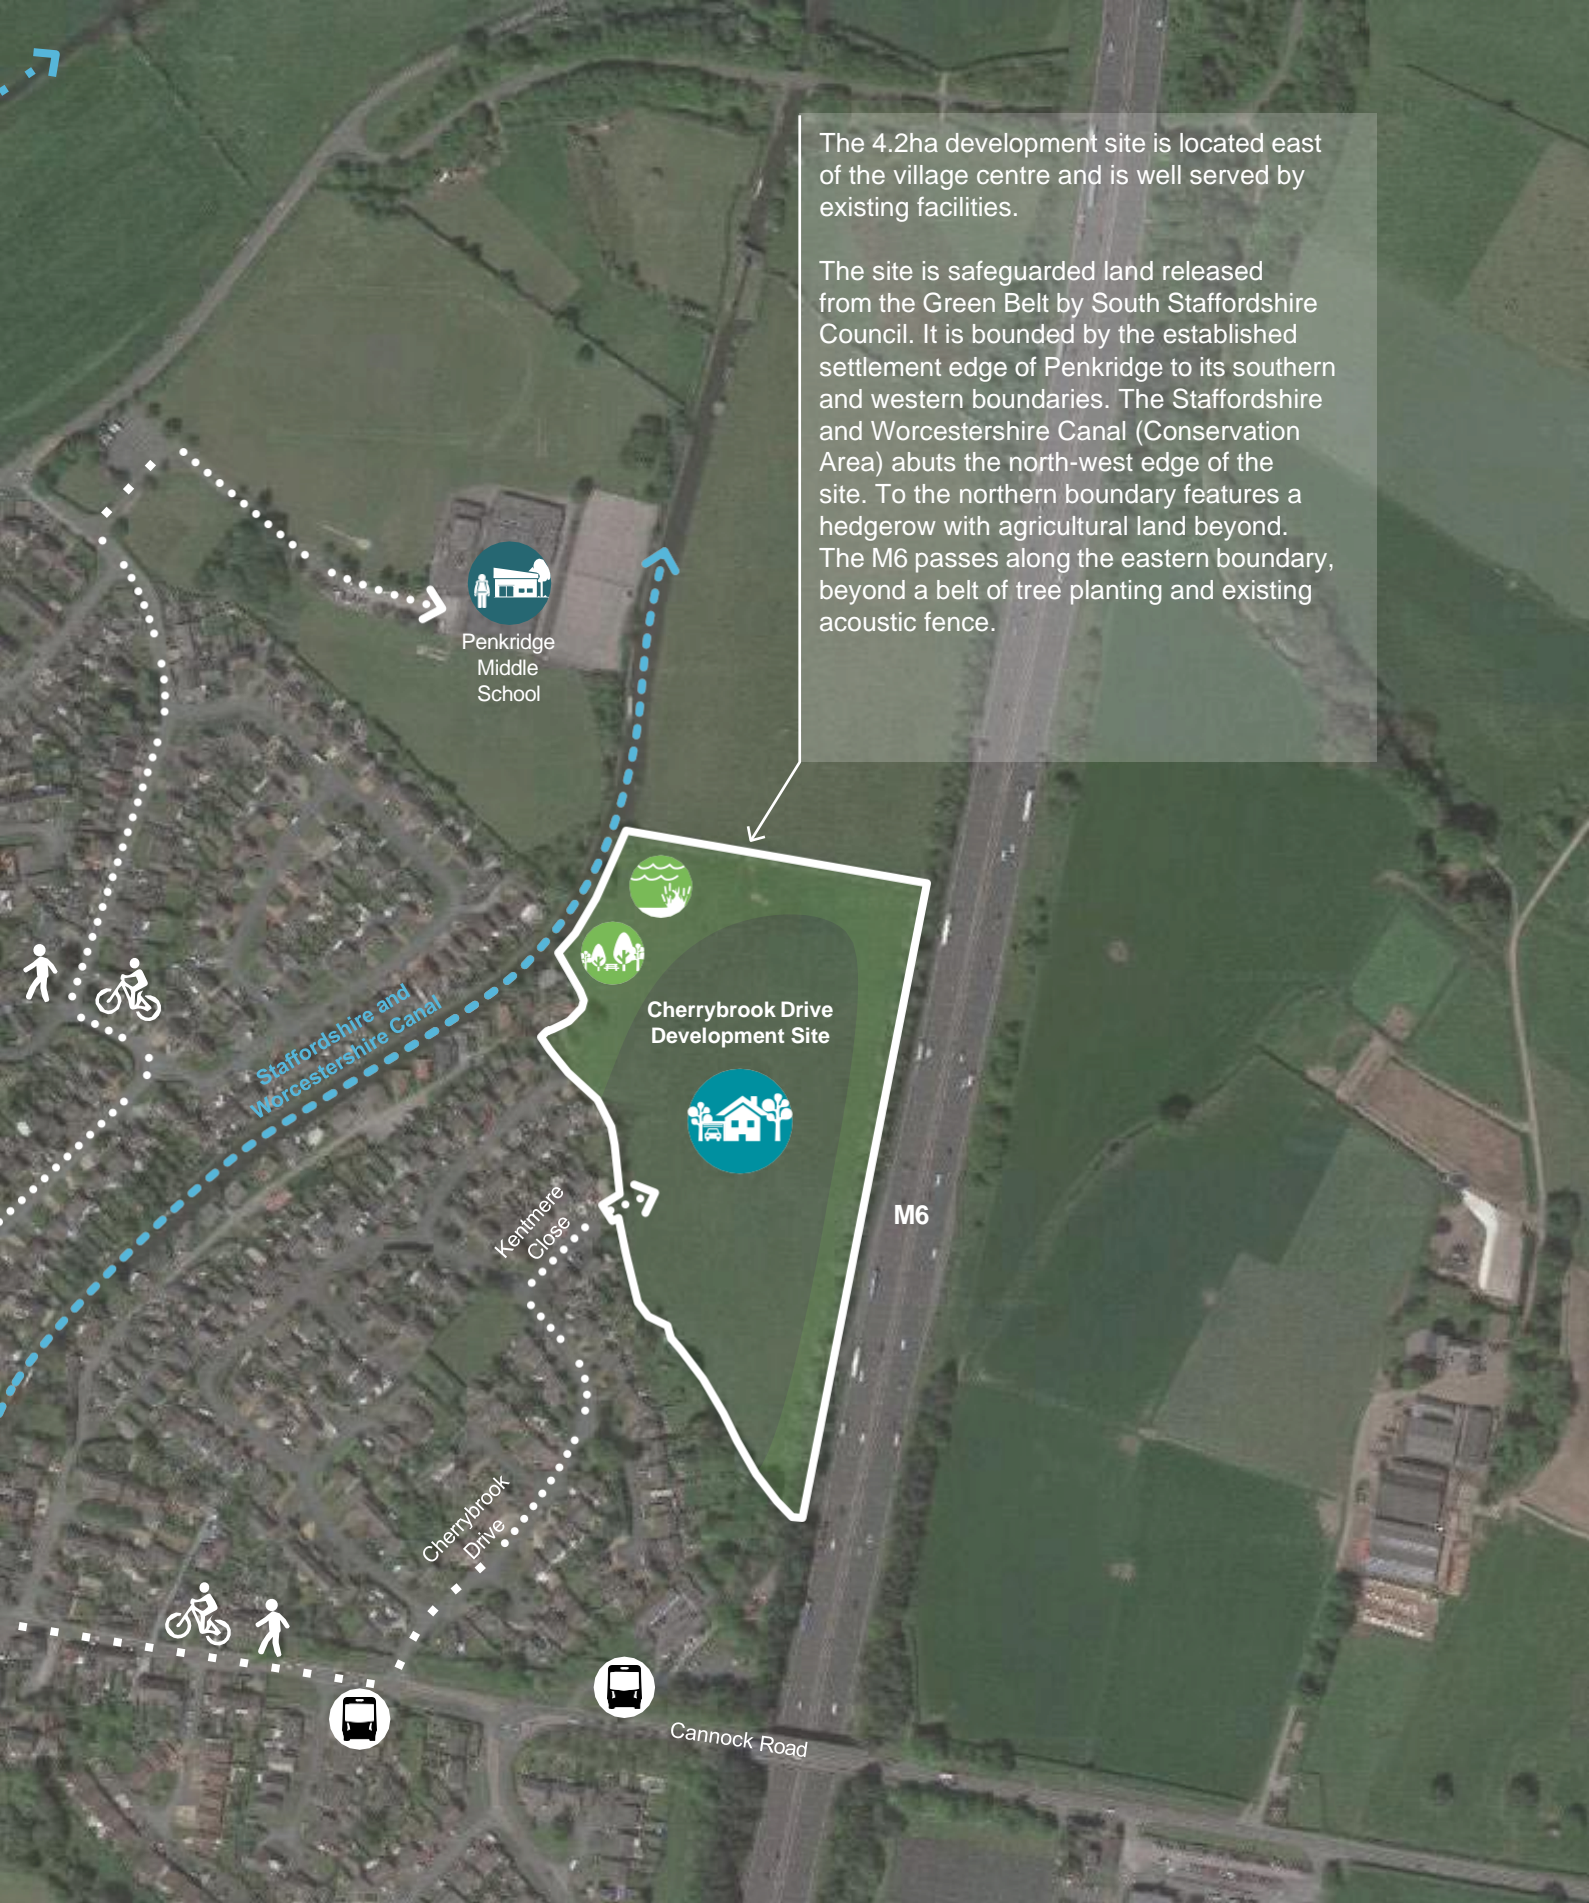 The 4.2ha development site is located east
of the village centre and is well served by
existing facilities.
The site is safeguarded land released
from the Green Belt by South Staffordshire
Council. It is bounded by the established
settlement edge of Penkridge to its southern
and western boundaries. The Staffordshire
and Worcestershire Canal (Conservation
Area) abuts the north-west edge of the
site. To the northern boundary features a
hedgerow with agricultural land beyond.
The M6 passes along the eastern boundary,
beyond a belt of tree planting and existing
acoustic fence.
Penkridge
Middle
School
Cherrybrook Drive
Development Site
Staffordshire and
Worcestershire Canal
Kentmere
Close
M6
Cherrybrook
Drive
Cannock Road